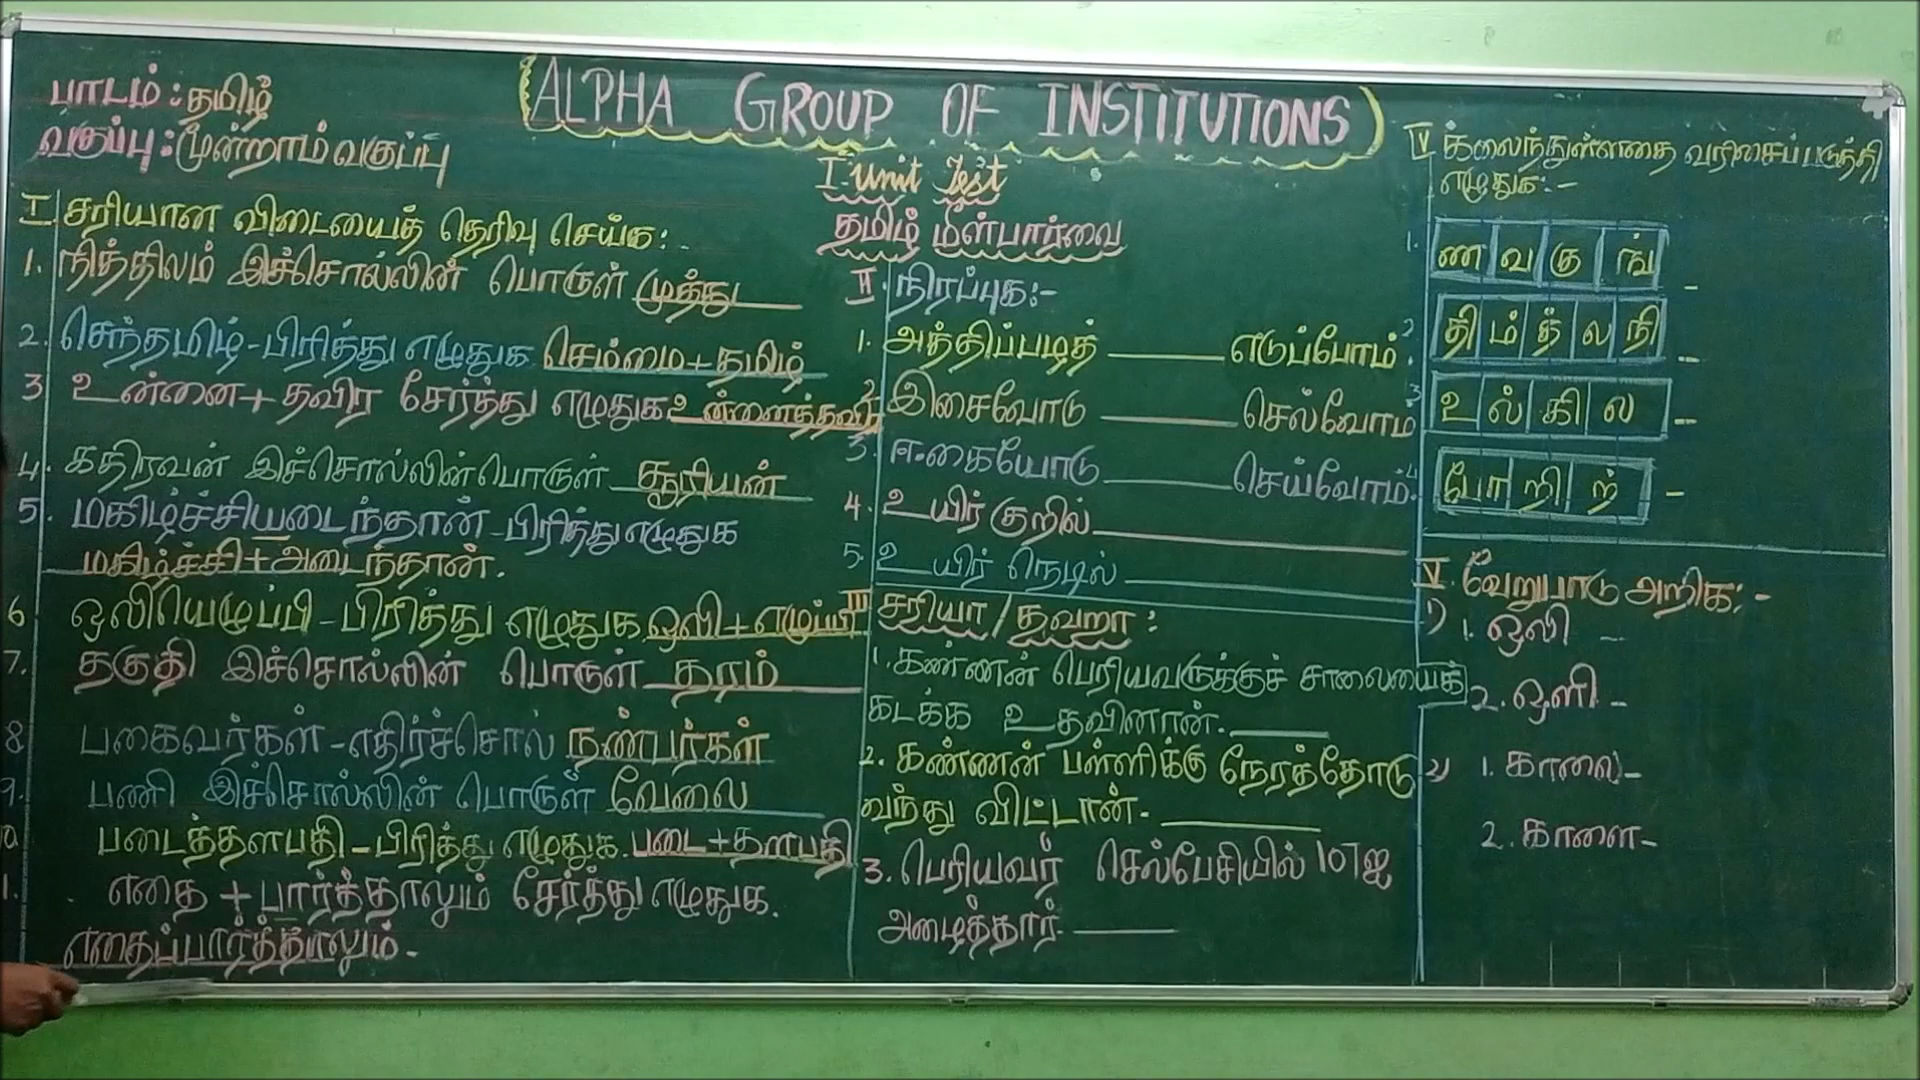 ALPHA GROUP OF INSTITUTIONS
பாடம் : தமிழ்
வகுப்பு : மூன்றாம் வகுப்பு
I unit Test
தமிழ் மீள்பார்வை
I சரியான விடையைத் தெரிவு செய்க:-
1. நித்திலம் இச்சொல்லின் பொருள் முத்து
2. செந்தமிழ் - பிரித்து எழுதுக செம்மை + தமிழ்
3 உன்னை + தவிர சேர்த்து எழுதுக உன்னைத்தவிர
4. கதிரவன் இச்சொல்லின் பொருள் சூரியன்
5. மகிழ்ச்சியடைந்தான் - பிரித்து எழுதுக
மகிழ்ச்சி + அடைந்தான்.
6 ஒலியெழுப்பி - பிரித்து எழுதுக ஒலி + எழுப்பி
7. தகுதி இச்சொல்லின் பொருள் தரம்
8 பகைவர்கள் - எதிர்ச்சொல் நண்பர்கள்
9. பணி இச்சொல்லின் பொருள் வேலை
10 படைத்தளபதி - பிரித்து எழுதுக. படை + தளபதி
1. எதை + பார்த்தாலும் சேர்த்து எழுதுக.
எதைப்பார்த்தாலும் -
II. நிரப்புக:-
1. அத்திப்படித் ______ எடுப்போம்.
2. இசைவோடு ______ செல்வோம்
3. ஈகையோடு ______ செய்வோம்.
4. உயிர் குறில் ______
5. உயிர் நெடில் ______
III சரியா / தவறா :
1. கண்ணன் பெரியவருக்குச் சாலையைக்
கடக்க உதவினான். ______
2. கண்ணன் பள்ளிக்கு நேரத்தோடு
வந்து விட்டான். ______
3. பெரியவர் செல்பேசியில் 101ஐ
அழைத்தார். ______
IV கலைந்துள்ளதை வரிசைப்படுத்தி
எழுதுக:-
1. ண வ கு ங் -
2 தி ம் த் ல நி -
3 உ ல் கி ல -
4 போ றி ற் -
V. வேறுபாடு அறிக:-
1) 1. ஒலி -
2. ஒளி -
2) 1. காலை -
2. காளை -